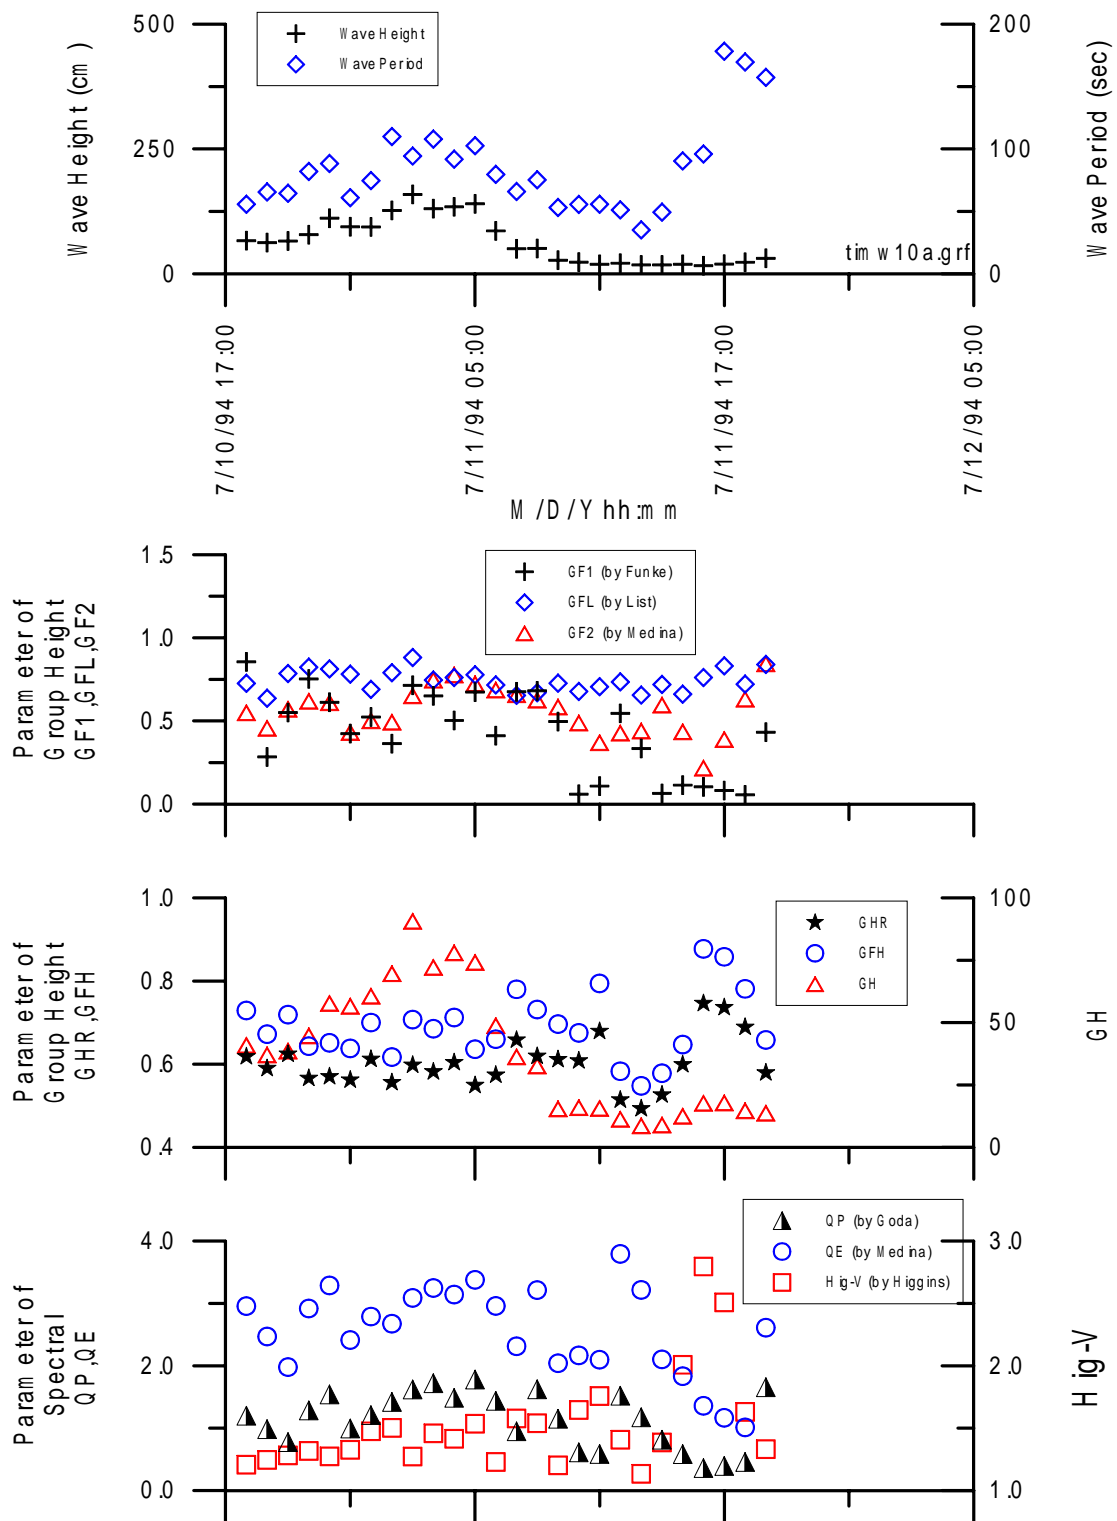 500
200
Wave Height
Wave Period
Wave Height (cm)
Wave Period (sec)
250
100
timw10a.grf
0
0
7/10/94 17:00
7/11/94 05:00
7/11/94 17:00
7/12/94 05:00
M/D/Y hh:mm
1.5
GF1 (by Funke)
GFL (by List)
GF2 (by Medina)
Parameter of
Group Height
GF1,GFL,GF2
1.0
0.5
0.0
1.0
100
GHR
GFH
GH
Parameter of
Group Height
GHR,GFH
0.8
0.6
50
GH
0.4
0
QP (by Goda)
QE (by Medina)
Hig-V (by Higgins)
4.0
3.0
Parameter of
Spectral
QP,QE
2.0
2.0
Hig-V
0.0
1.0